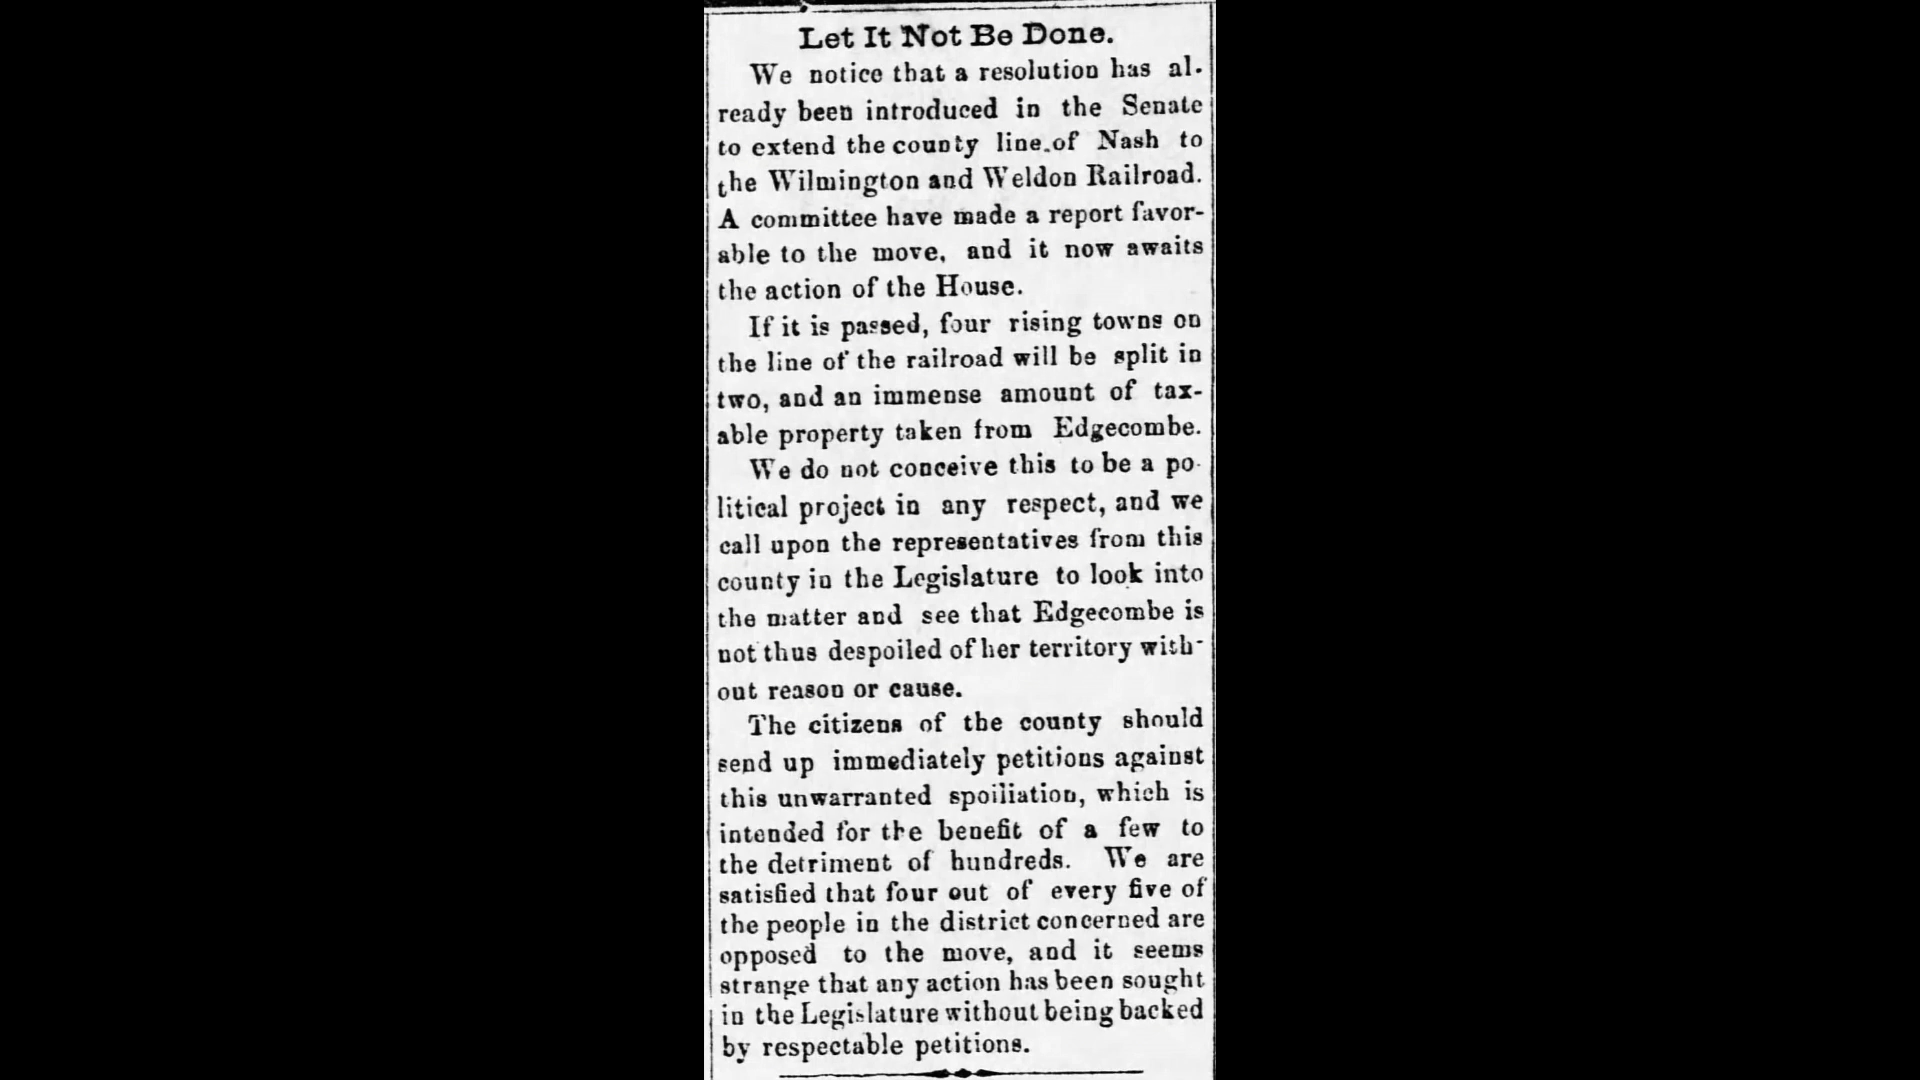 Let It Not Be Done.
We notice that a resolution has al-
ready been introduced in the Senate
to extend the county line of Nash to
the Wilmington and Weldon Railroad.
A committee have made a report favor-
able to the move, and it now awaits
the action of the House.
If it is passed, four rising towns on
the line of the railroad will be split in
two, and an immense amount of tax-
able property taken from Edgecombe.
We do not conceive this to be a po-
litical project in any respect, and we
call upon the representatives from this
county in the Legislature to look into
the matter and see that Edgecombe is
not thus despoiled of her territory with-
out reason or cause.
The citizens of the county should
send up immediately petitions against
this unwarranted spoiliation, which is
intended for the benefit of a few to
the detriment of hundreds. We are
satisfied that four out of every five of
the people in the district concerned are
opposed to the move, and it seems
strange that any action has been sought
in the Legislature without being backed
by respectable petitions.